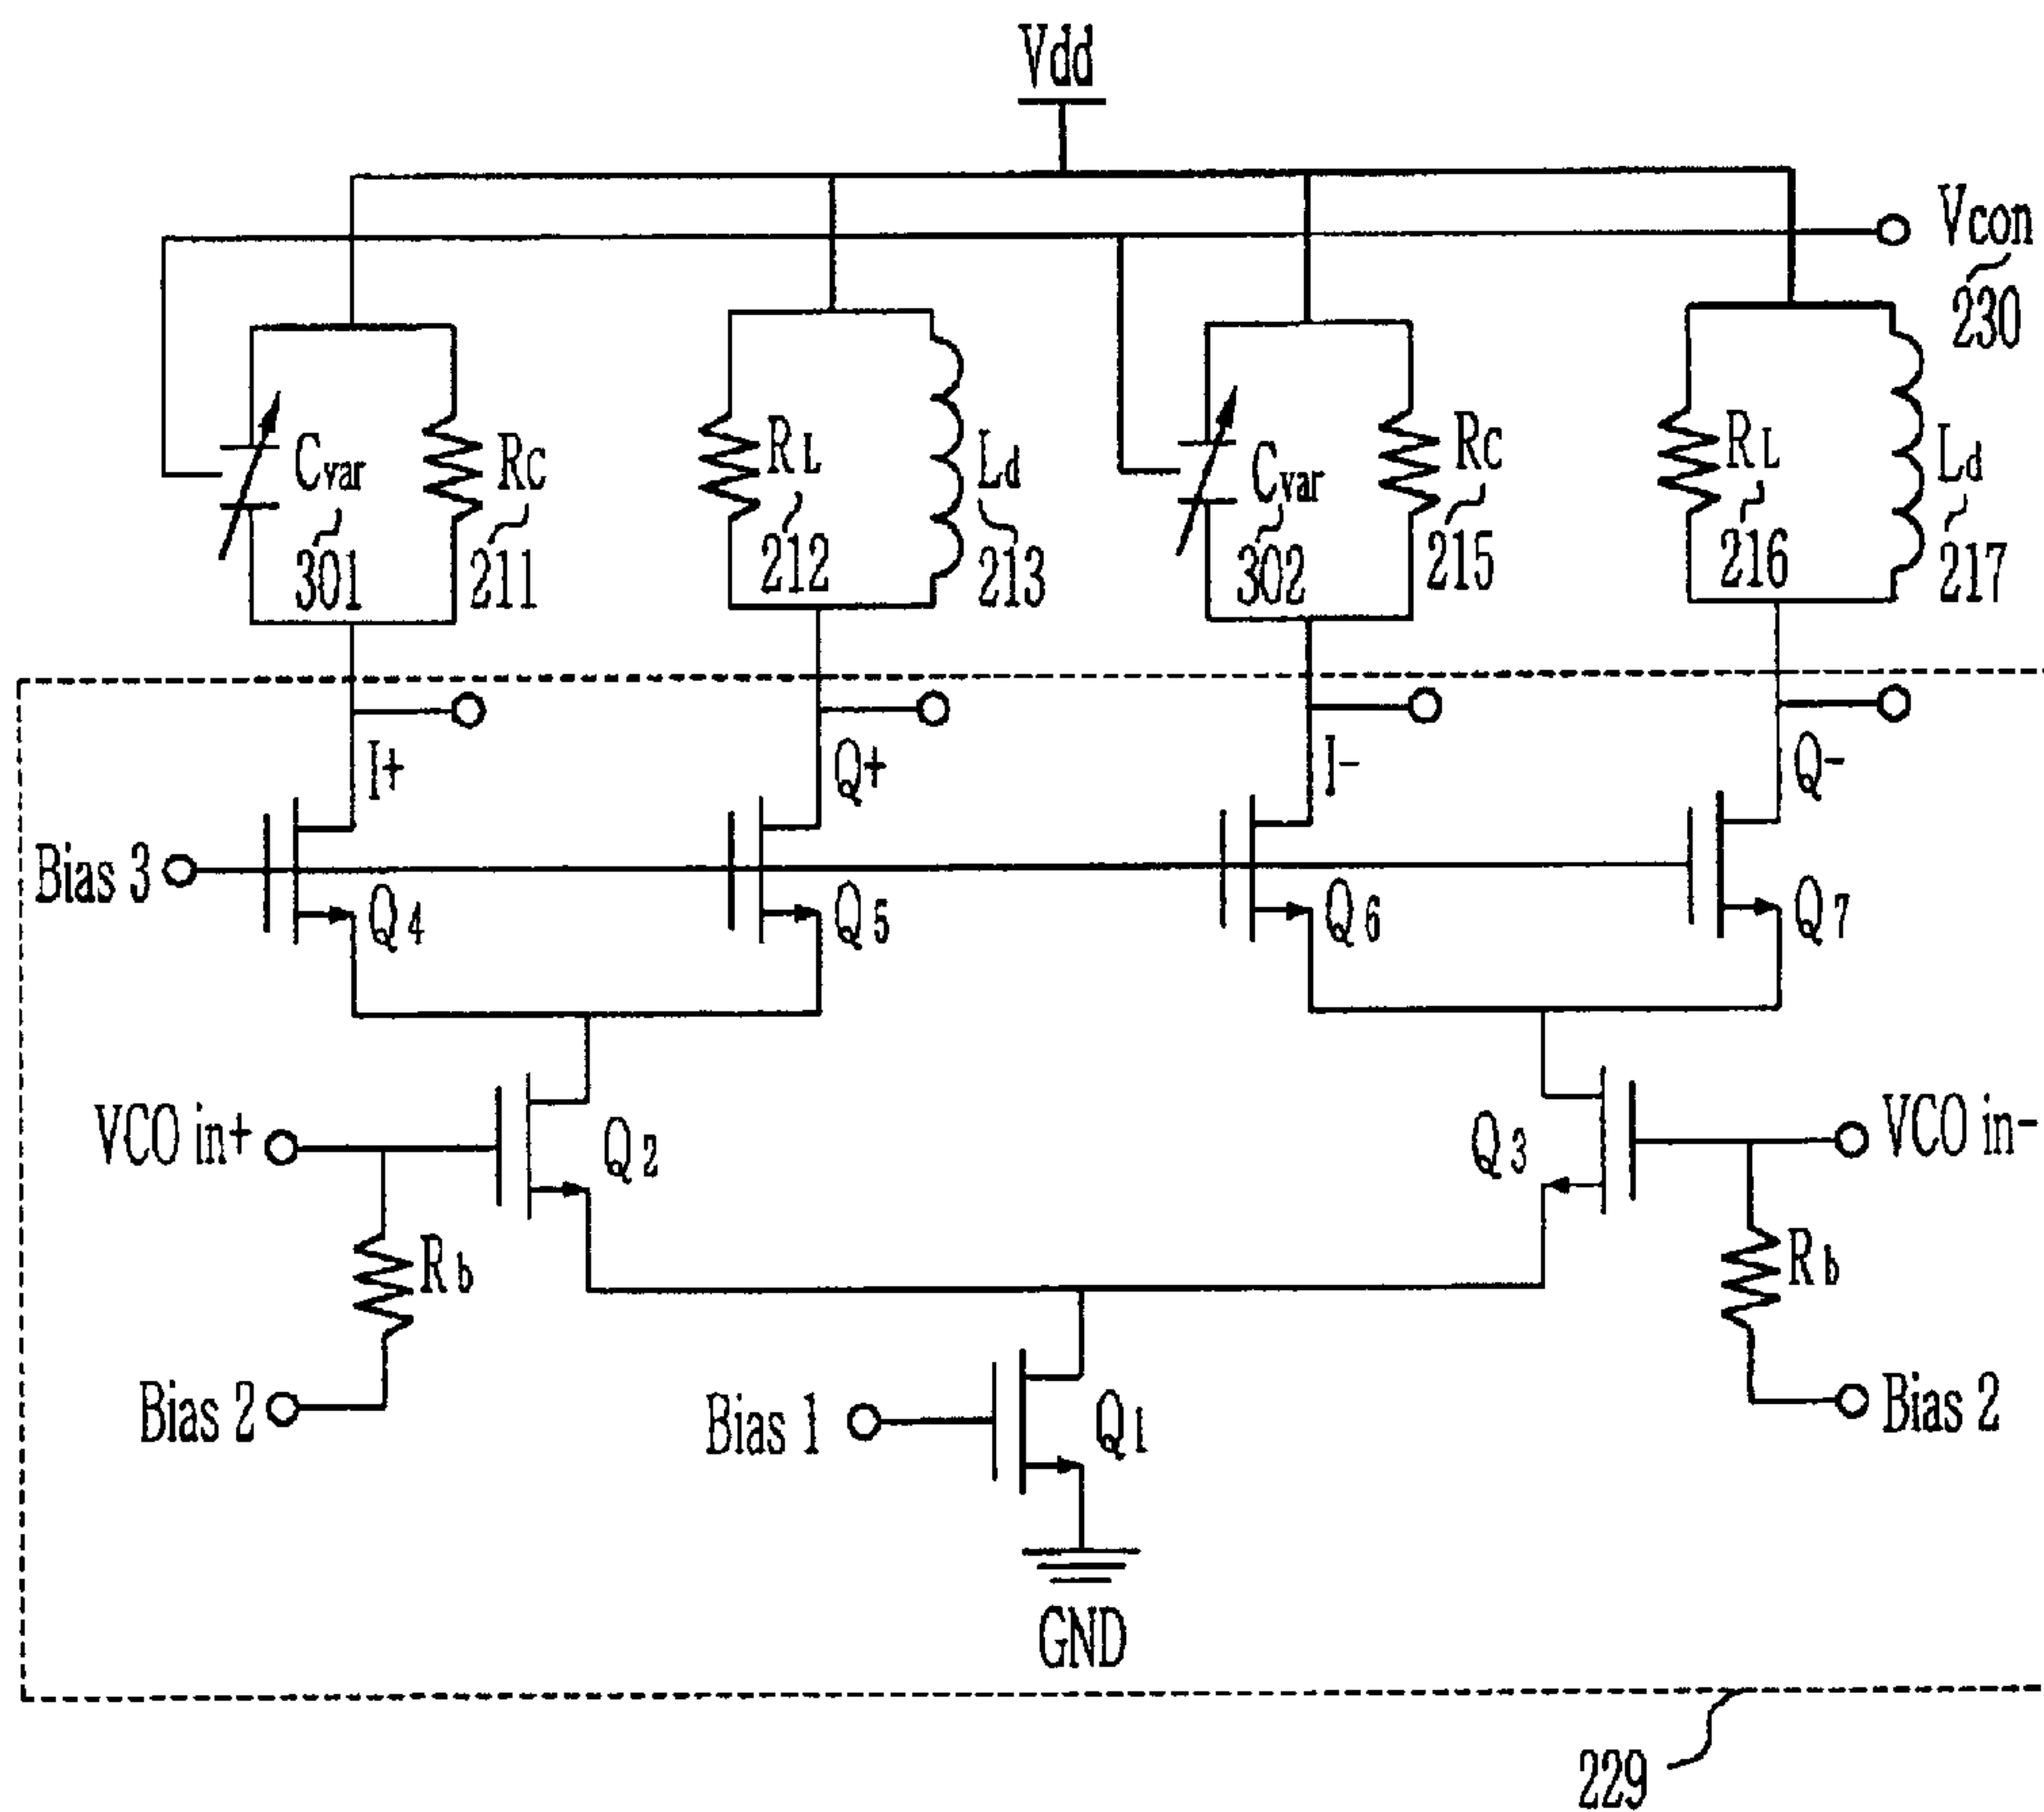 Vdd
Vcon
230
Cvar
301
RC
211
RL
212
Ld
213
Cvar
302
RC
215
RL
216
Ld
217
I+
Q+
I-
Q-
Bias 3
Q4
Q5
Q6
Q7
VCO in+
Q2
Q3
VCO in-
Rb
Rb
Bias 2
Bias 1
Q1
Bias 2
GND
229